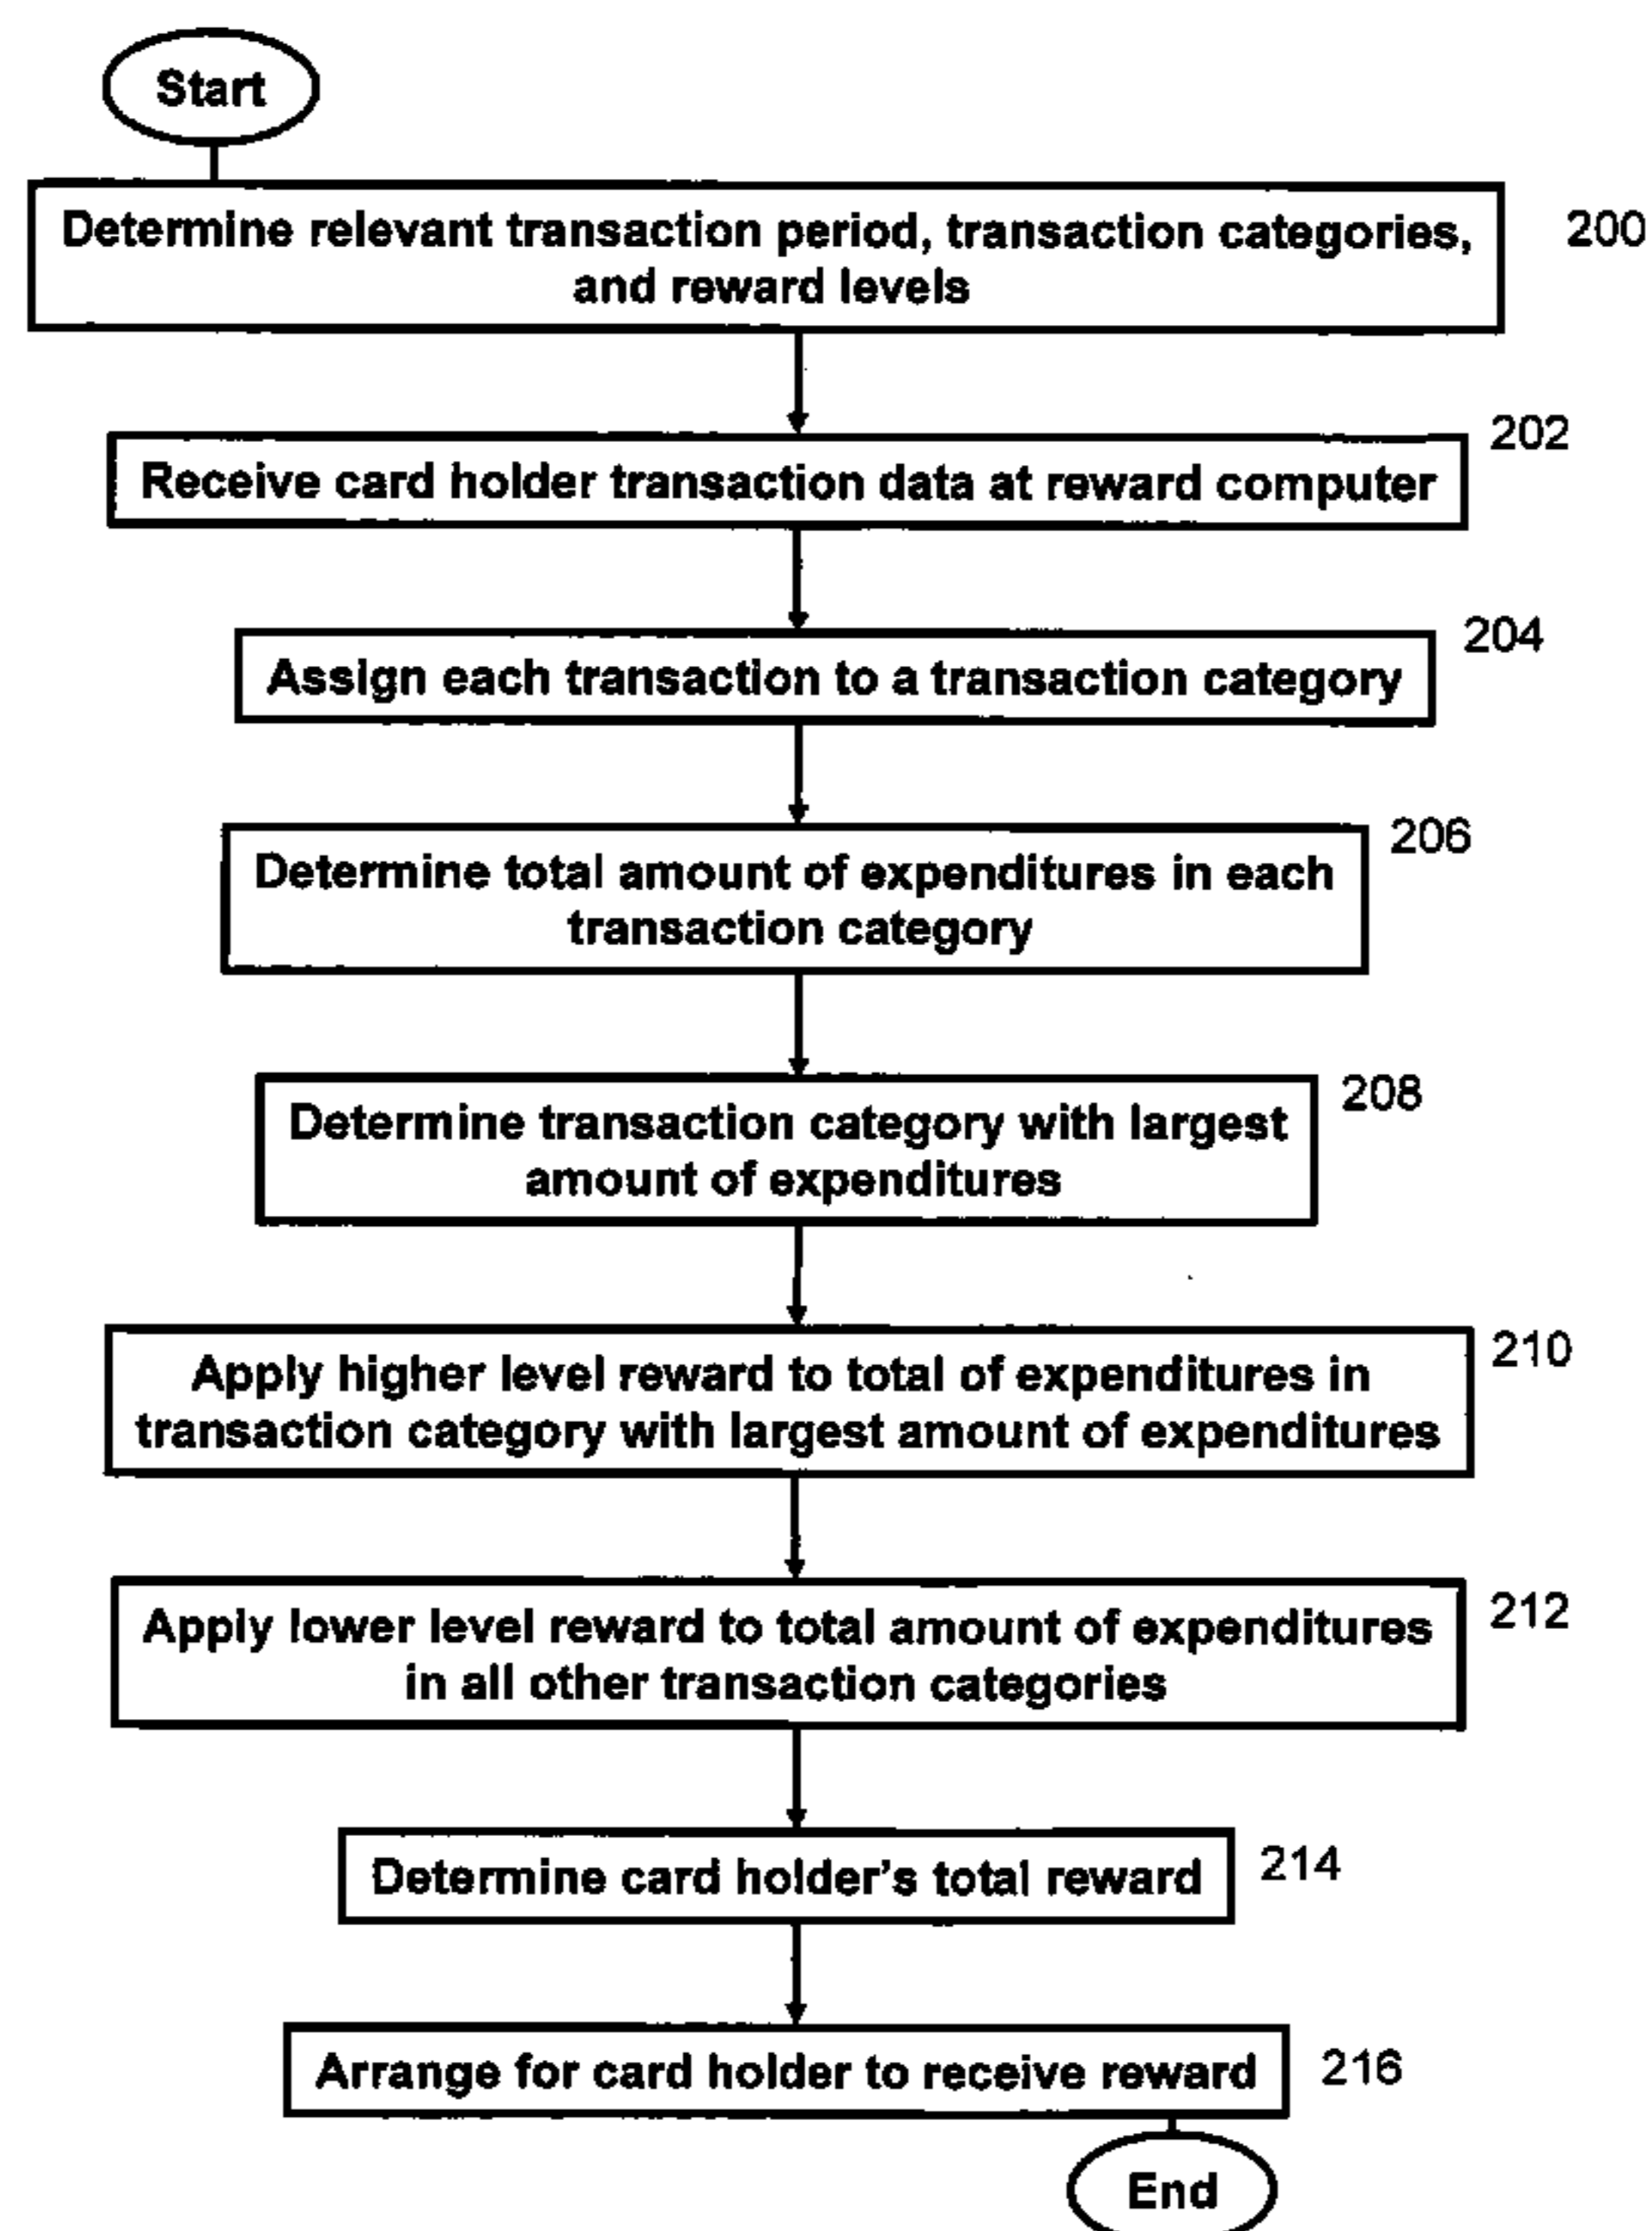 Start
Determine relevant transaction period, transaction categories,
and reward levels
200
Receive card holder transaction data at reward computer
202
Assign each transaction to a transaction category
204
Determine total amount of expenditures in each
transaction category
206
Determine transaction category with largest
amount of expenditures
208
Apply higher level reward to total of expenditures in
transaction category with largest amount of expenditures
210
Apply lower level reward to total amount of expenditures
in all other transaction categories
212
Determine card holder's total reward
214
Arrange for card holder to receive reward
216
End